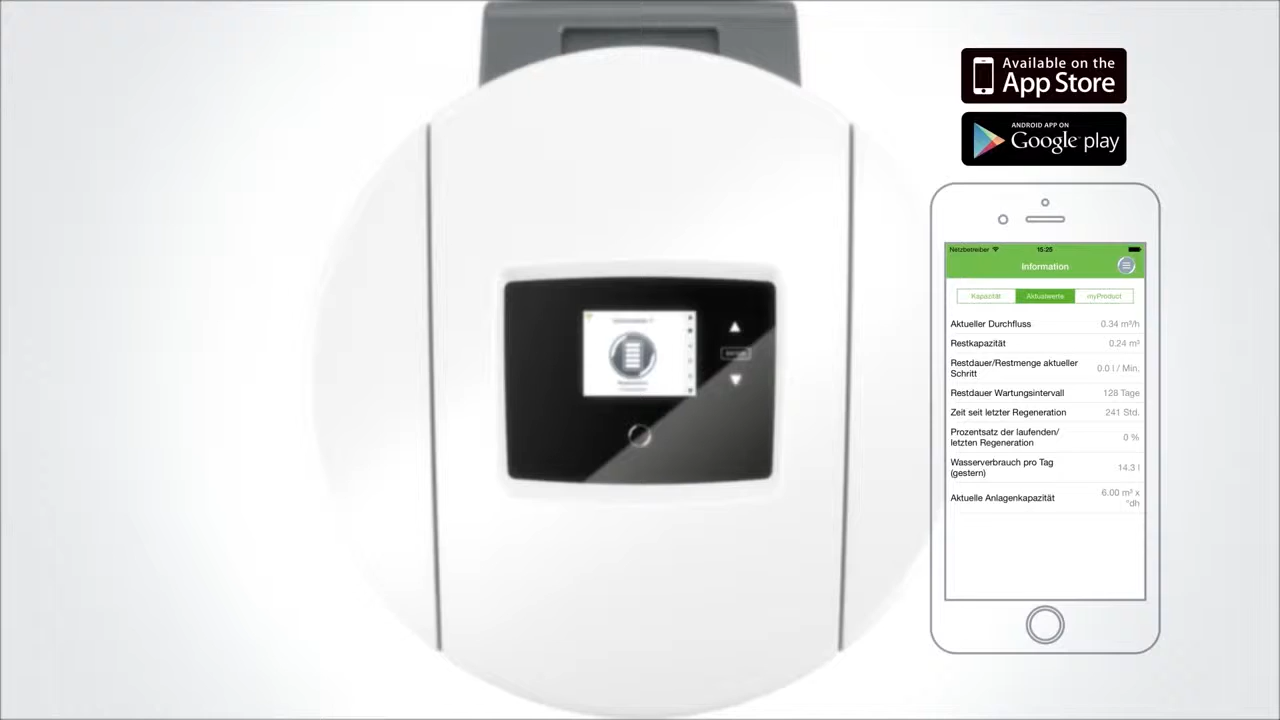 Available on the
App Store
ANDROID APP ON
Google play
Netzbetreiber
15:25
Information
Kapazität
Aktuelwerte
myProduct
Aktueller Durchfluss
0.34 m³/h
Restkapazität
0.24 m³
Restdauer/Restmenge aktueller
Schritt
0.0 l / Min.
Restdauer Wartungsintervall
128 Tage
Zeit seit letzter Regeneration
241 Std.
Prozentsatz der laufenden/
letzten Regeneration
0 %
Wasserverbrauch pro Tag
(gestern)
14.3 l
Aktuelle Anlagenkapazität
6.00 m³ x
°dh